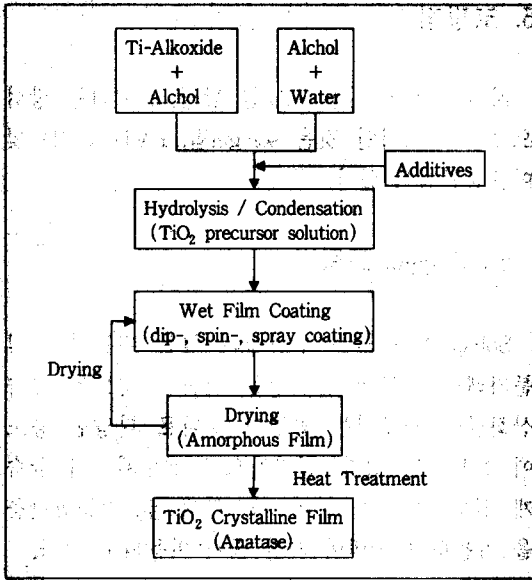 Ti-Alkoxide
+
Alchol
Alchol
+
Water
Additives
Hydrolysis / Condensation
(TiO₂ precursor solution)
Wet Film Coating
(dip-, spin-, spray coating)
Drying
Drying
(Amorphous Film)
Heat Treatment
TiO₂ Crystalline Film
(Anatase)